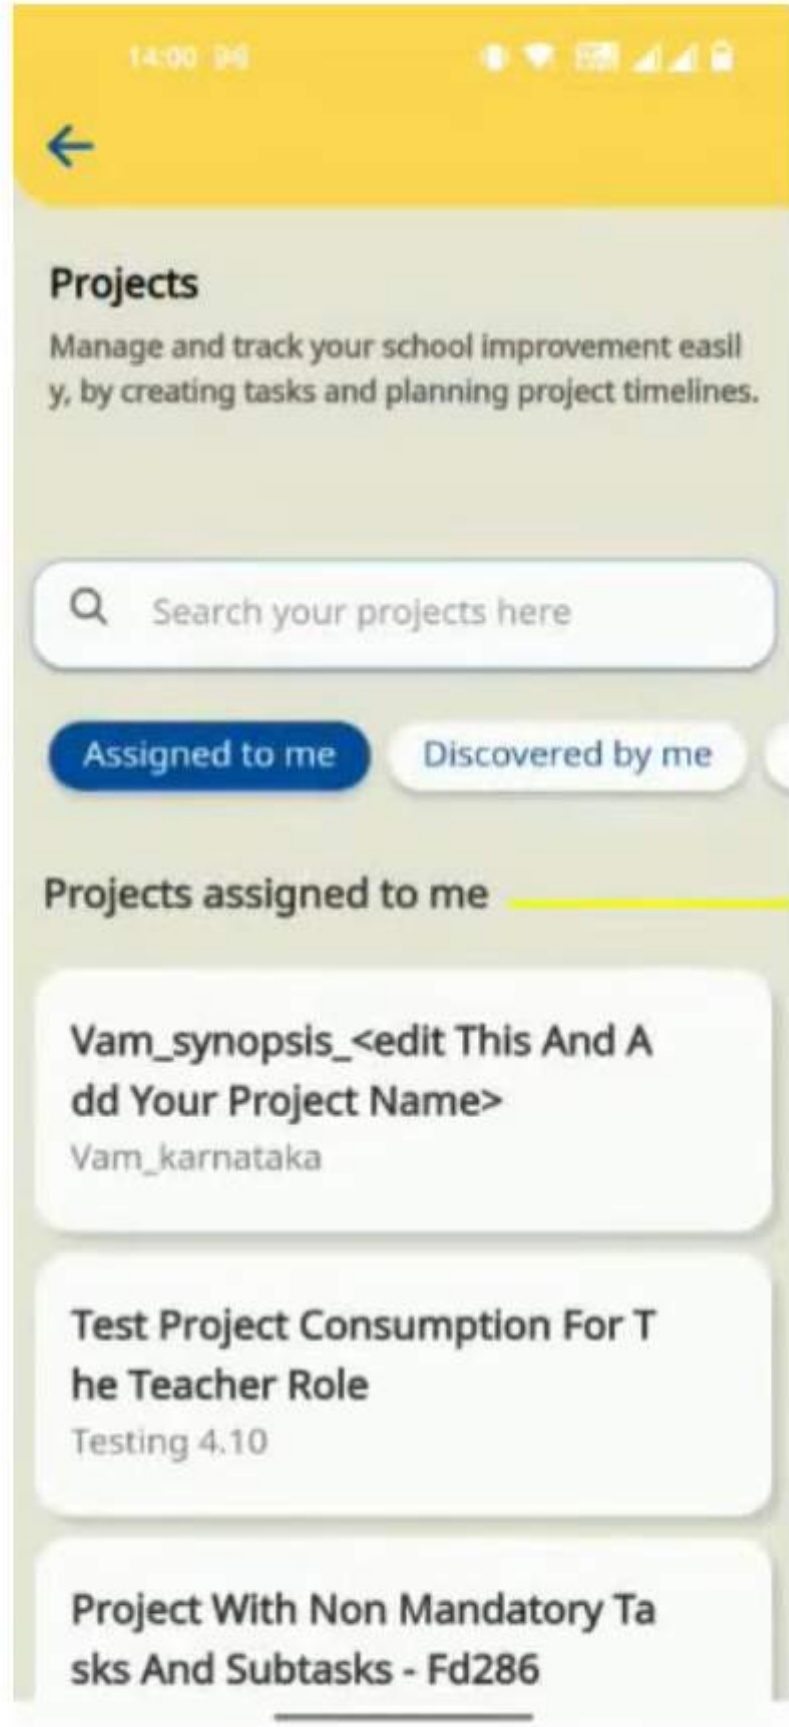 14:00
Projects
Manage and track your school improvement easil
y, by creating tasks and planning project timelines.
Search your projects here
Assigned to me
Discovered by me
Projects assigned to me
Vam_synopsis_<edit This And A
dd Your Project Name>
Vam_karnataka
Test Project Consumption For T
he Teacher Role
Testing 4.10
Project With Non Mandatory Ta
sks And Subtasks - Fd286